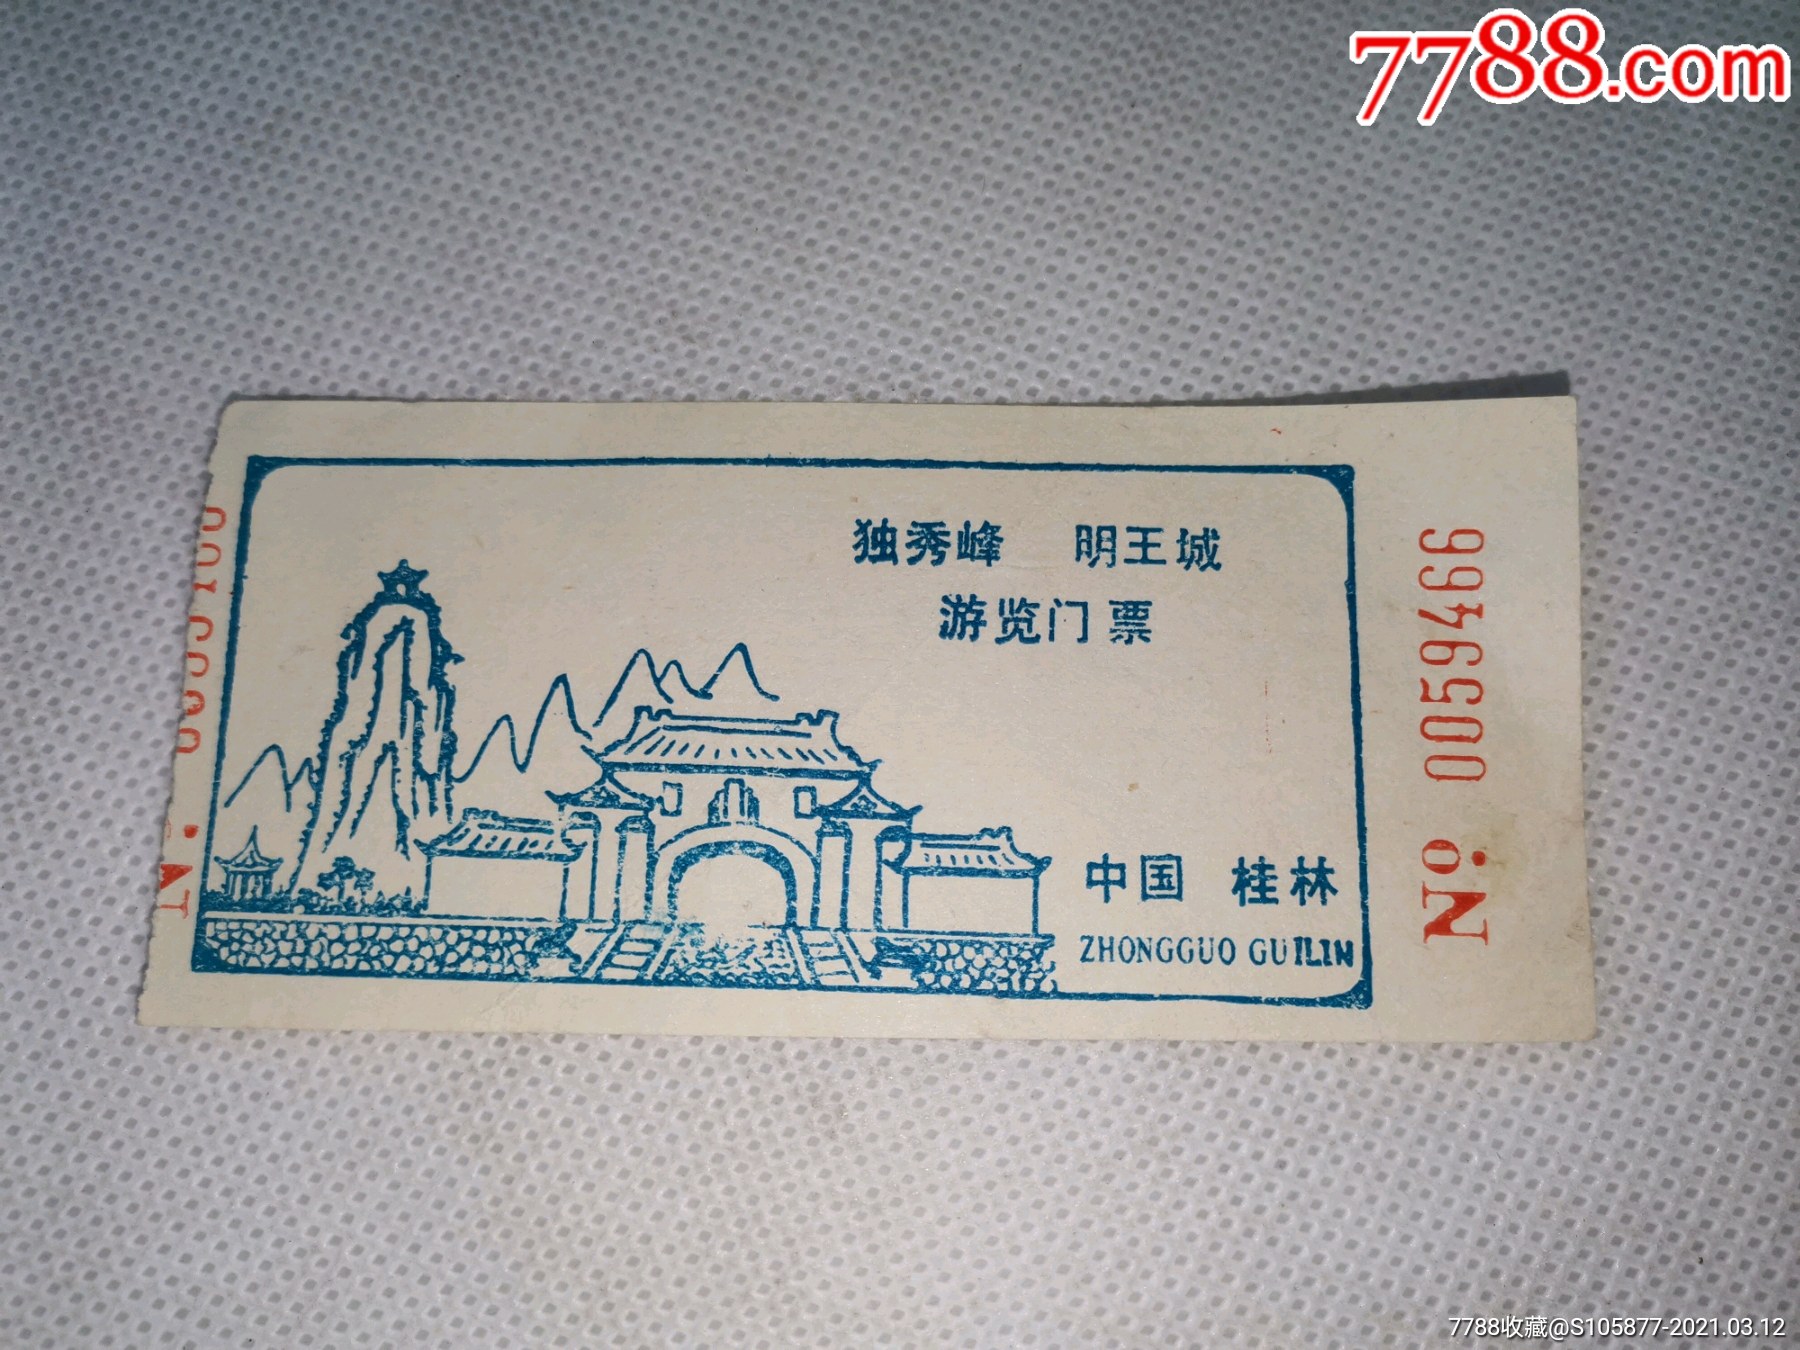 7788.com
独秀峰 明王城
游览门票
中国 桂林
ZHONGGUO GUILIN
No 0059466
7788收藏@S105877-2021.03.12